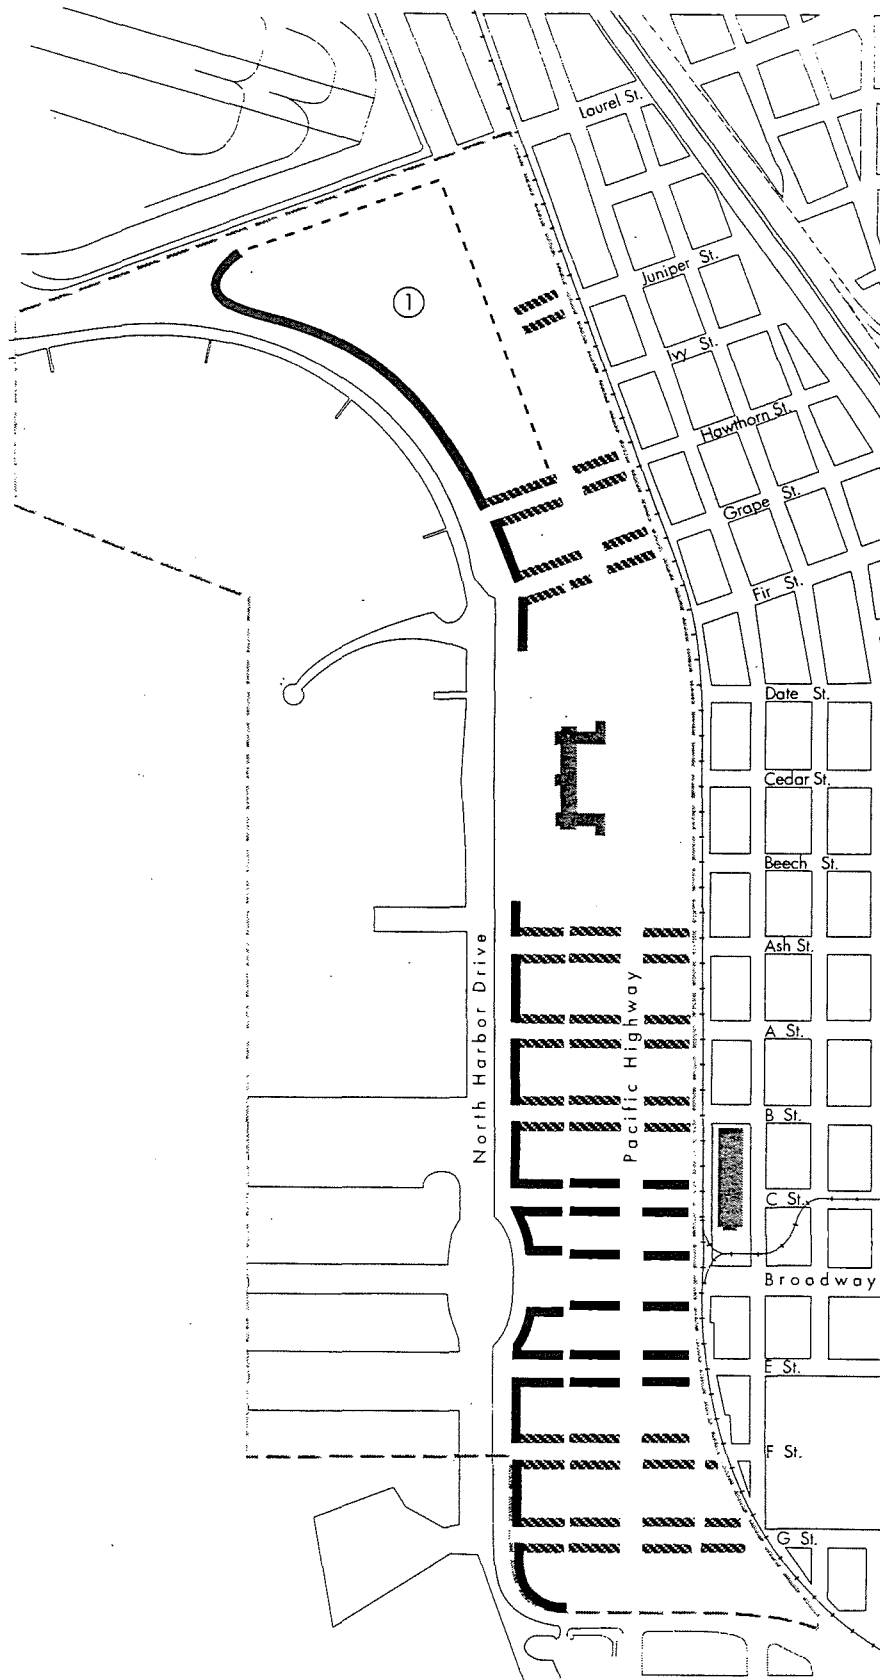 Laurel St.
Juniper St.
1
Ivy St.
Hawthorn St.
Grape St.
Fir St.
Date St.
Cedar St.
Beech St.
Ash St.
North Harbor Drive
Pacific Highway
A St.
B St.
C St.
Broadway
E St.
F St.
G St.